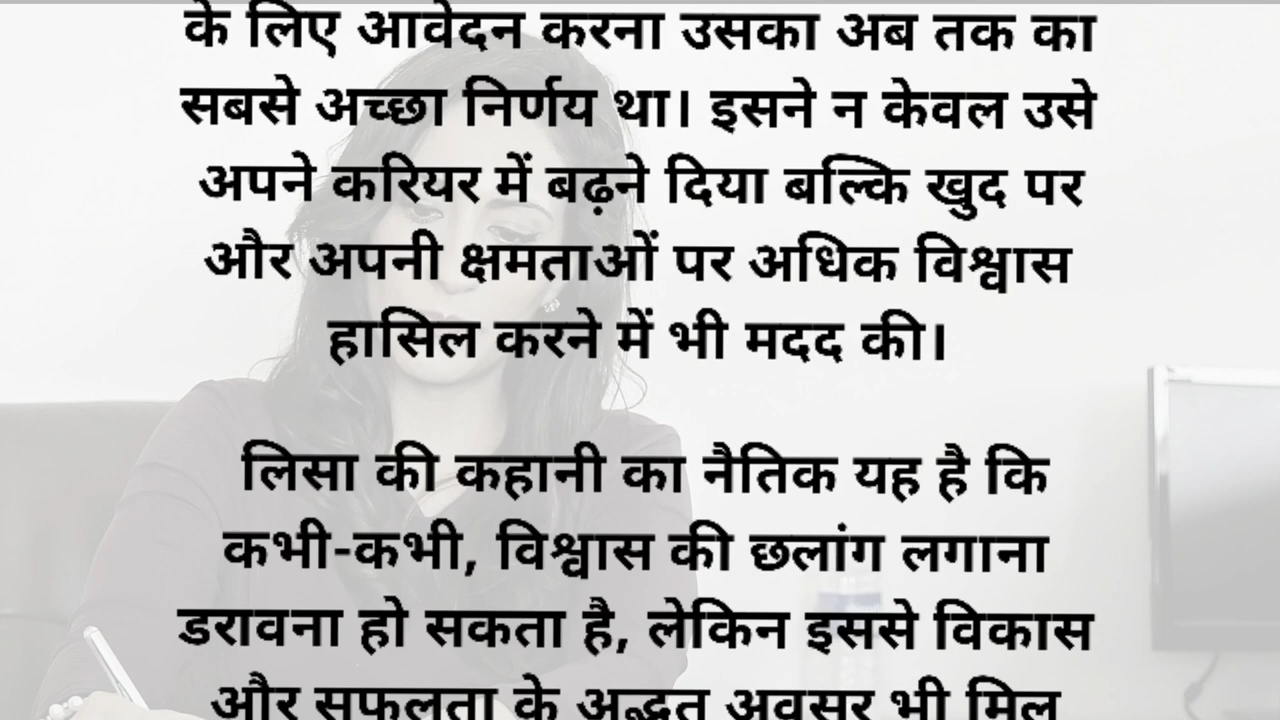 के लिए आवेदन करना उसका अब तक का
सबसे अच्छा निर्णय था। इसने न केवल उसे
अपने करियर में बढ़ने दिया बल्कि खुद पर
और अपनी क्षमताओं पर अधिक विश्वास
हासिल करने में भी मदद की।
लिसा की कहानी का नैतिक यह है कि
कभी-कभी, विश्वास की छलांग लगाना
डरावना हो सकता है, लेकिन इससे विकास
और सफलता के अद्भुत अवसर भी मिल